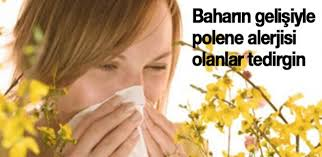 Baharın gelişiyle
polene alerjisi
olanlar tedirgin